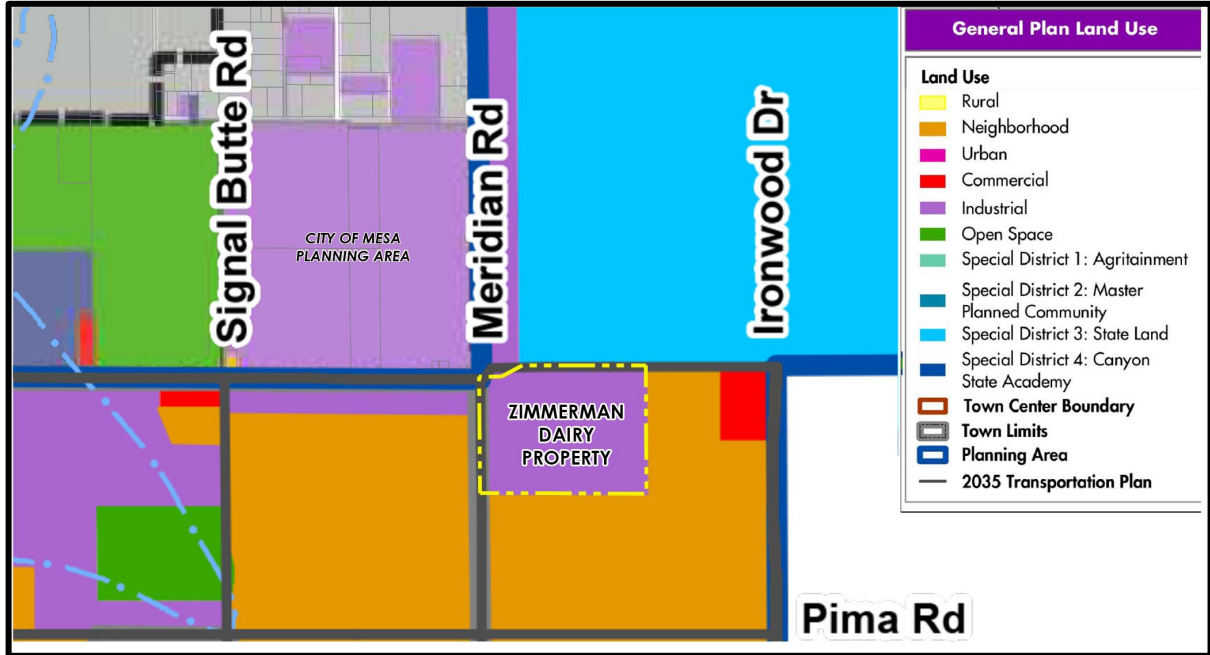 Signal Butte Rd
Meridian Rd
Ironwood Dr
CITY OF MESA
PLANNING AREA
ZIMMERMAN
DAIRY
PROPERTY
Pima Rd
General Plan Land Use
Land Use
Rural
Neighborhood
Urban
Commercial
Industrial
Open Space
Special District 1: Agritainment
Special District 2: Master
Planned Community
Special District 3: State Land
Special District 4: Canyon
State Academy
Town Center Boundary
Town Limits
Planning Area
2035 Transportation Plan